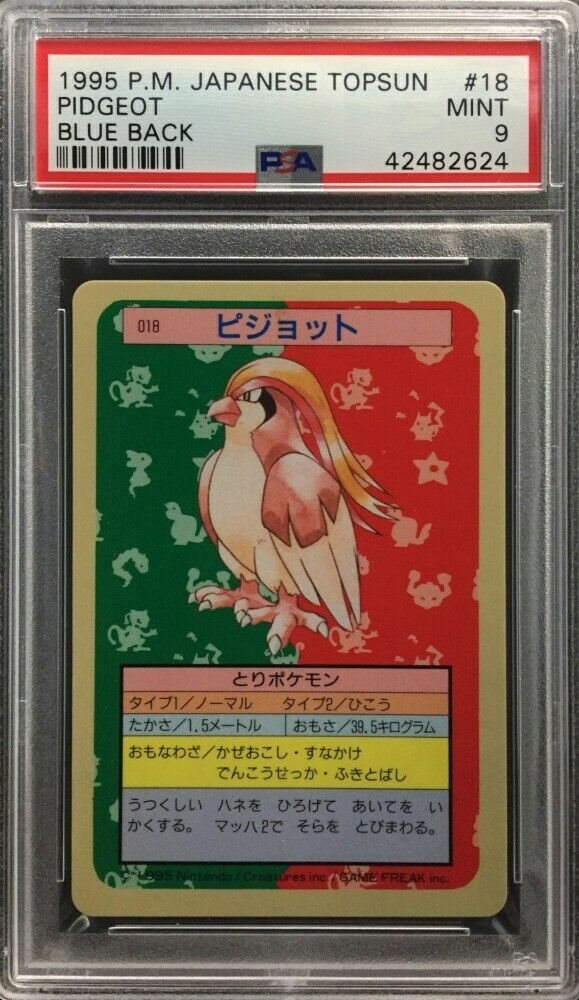 1995 P.M. JAPANESE TOPSUN #18
PIDGEOT MINT
BLUE BACK 9
PSA 42482624
018 ピジョット
とりポケモン
タイプ1/ノーマル タイプ2/ひこう
たかさ/1.5メートル おもさ/39.5キログラム
おもなわざ/かぜおこし・すなかけ
でんこうせっか・ふきとばし
うつくしい ハネを ひろげて あいてを い
かくする。 マッハ2で そらを とびまわる。
© 1995 Nintendo / Creatures inc. / GAME FREAK inc.